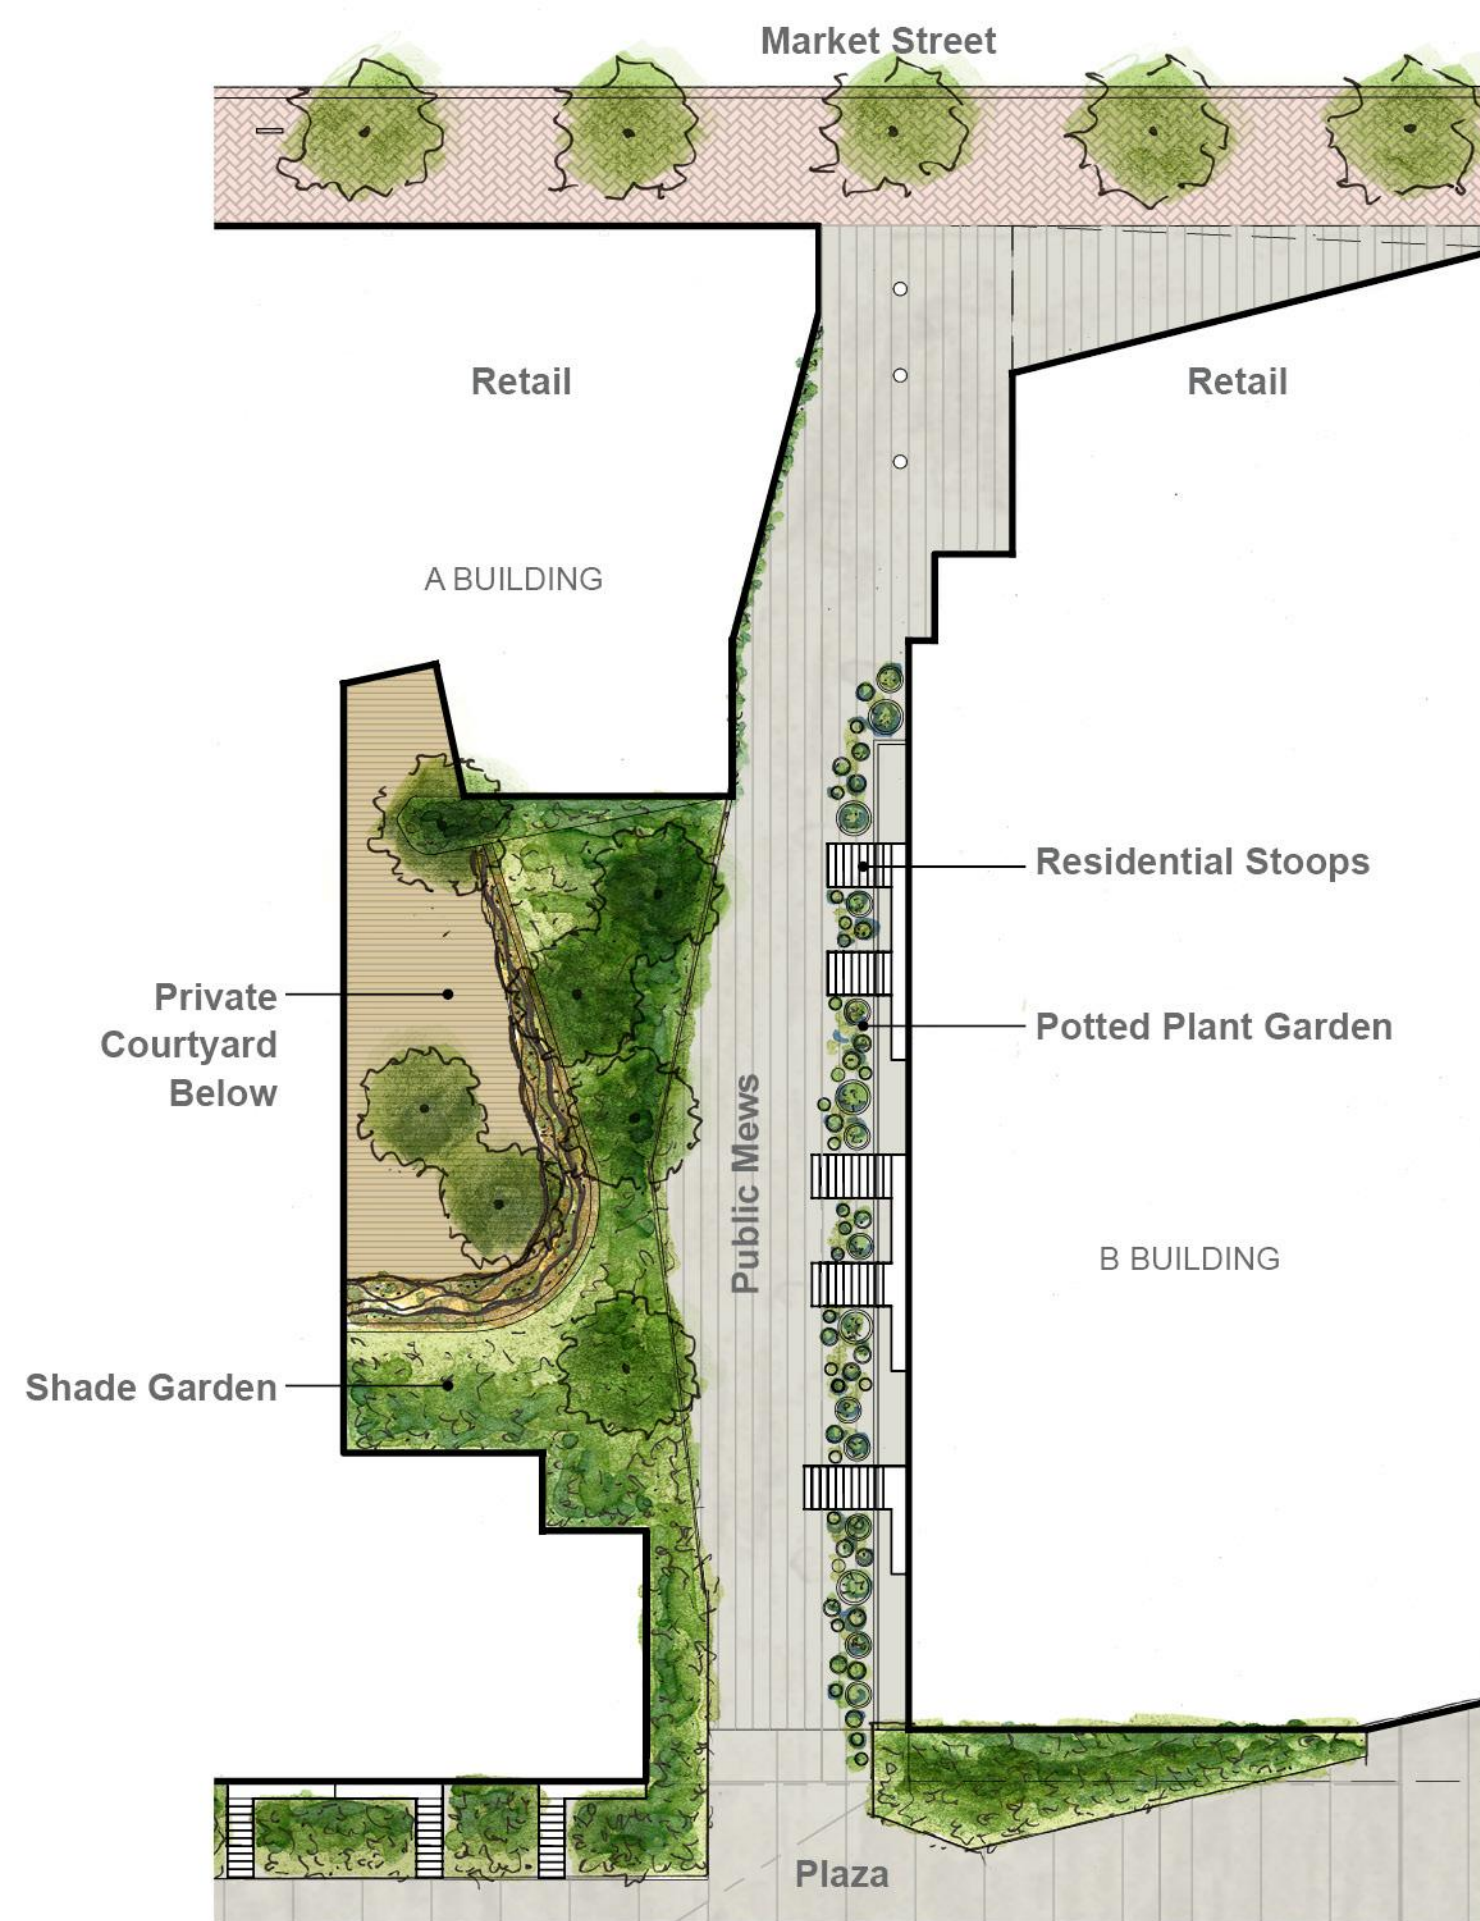 Market Street
Retail
Retail
A BUILDING
Residential Stoops
Private
Courtyard
Below
Potted Plant Garden
Public Mews
B BUILDING
Shade Garden
Plaza